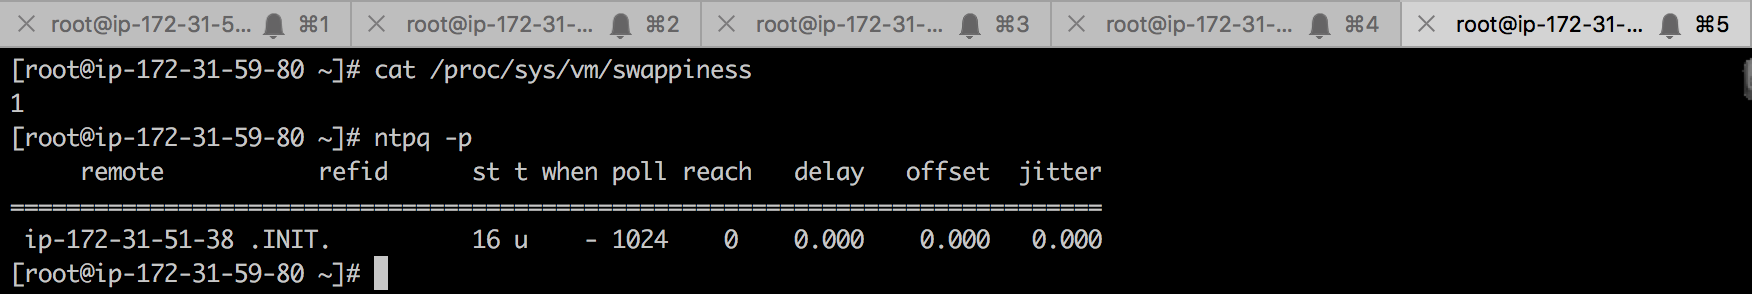 × root@ip-172-31-5... ⌘1 × root@ip-172-31-... ⌘2 × root@ip-172-31-... ⌘3 × root@ip-172-31-... ⌘4 × root@ip-172-31-... ⌘5
[root@ip-172-31-59-80 ~]# cat /proc/sys/vm/swappiness
1
[root@ip-172-31-59-80 ~]# ntpq -p
     remote           refid      st t when poll reach   delay   offset  jitter
==============================================================================
 ip-172-31-51-38 .INIT.          16 u    - 1024    0    0.000    0.000   0.000
[root@ip-172-31-59-80 ~]#